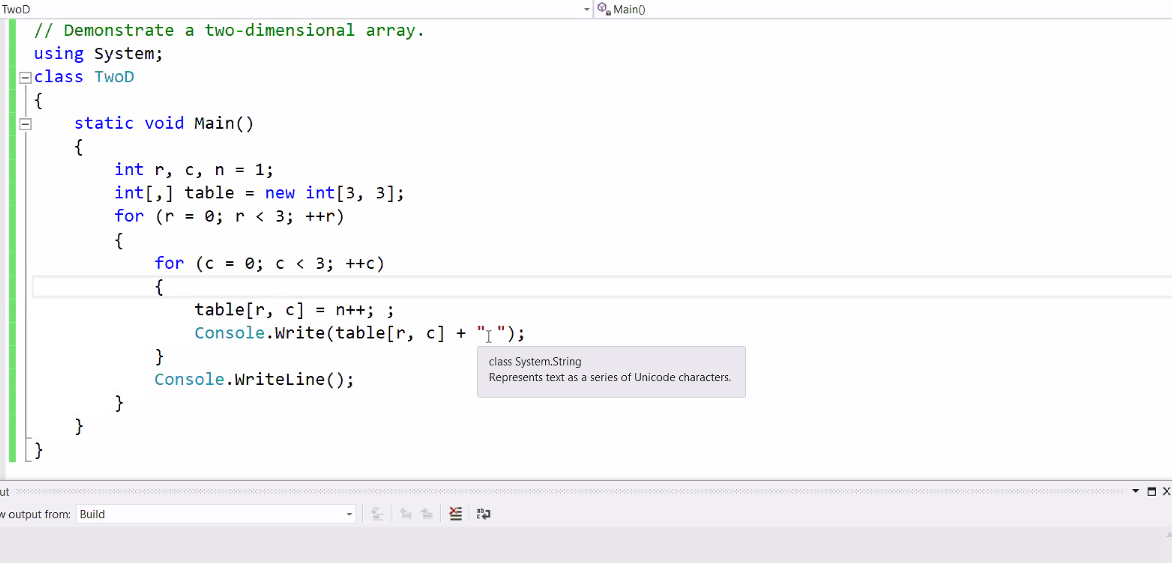 TwoD Main()
// Demonstrate a two-dimensional array.
using System;
class TwoD
{
static void Main()
{
int r, c, n = 1;
int[,] table = new int[3, 3];
for (r = 0; r < 3; ++r)
{
for (c = 0; c < 3; ++c)
{
table[r, c] = n++; ;
Console.Write(table[r, c] + " ");
}
class System.String
Represents text as a series of Unicode characters.
Console.WriteLine();
}
}
}
ut
w output from: Build